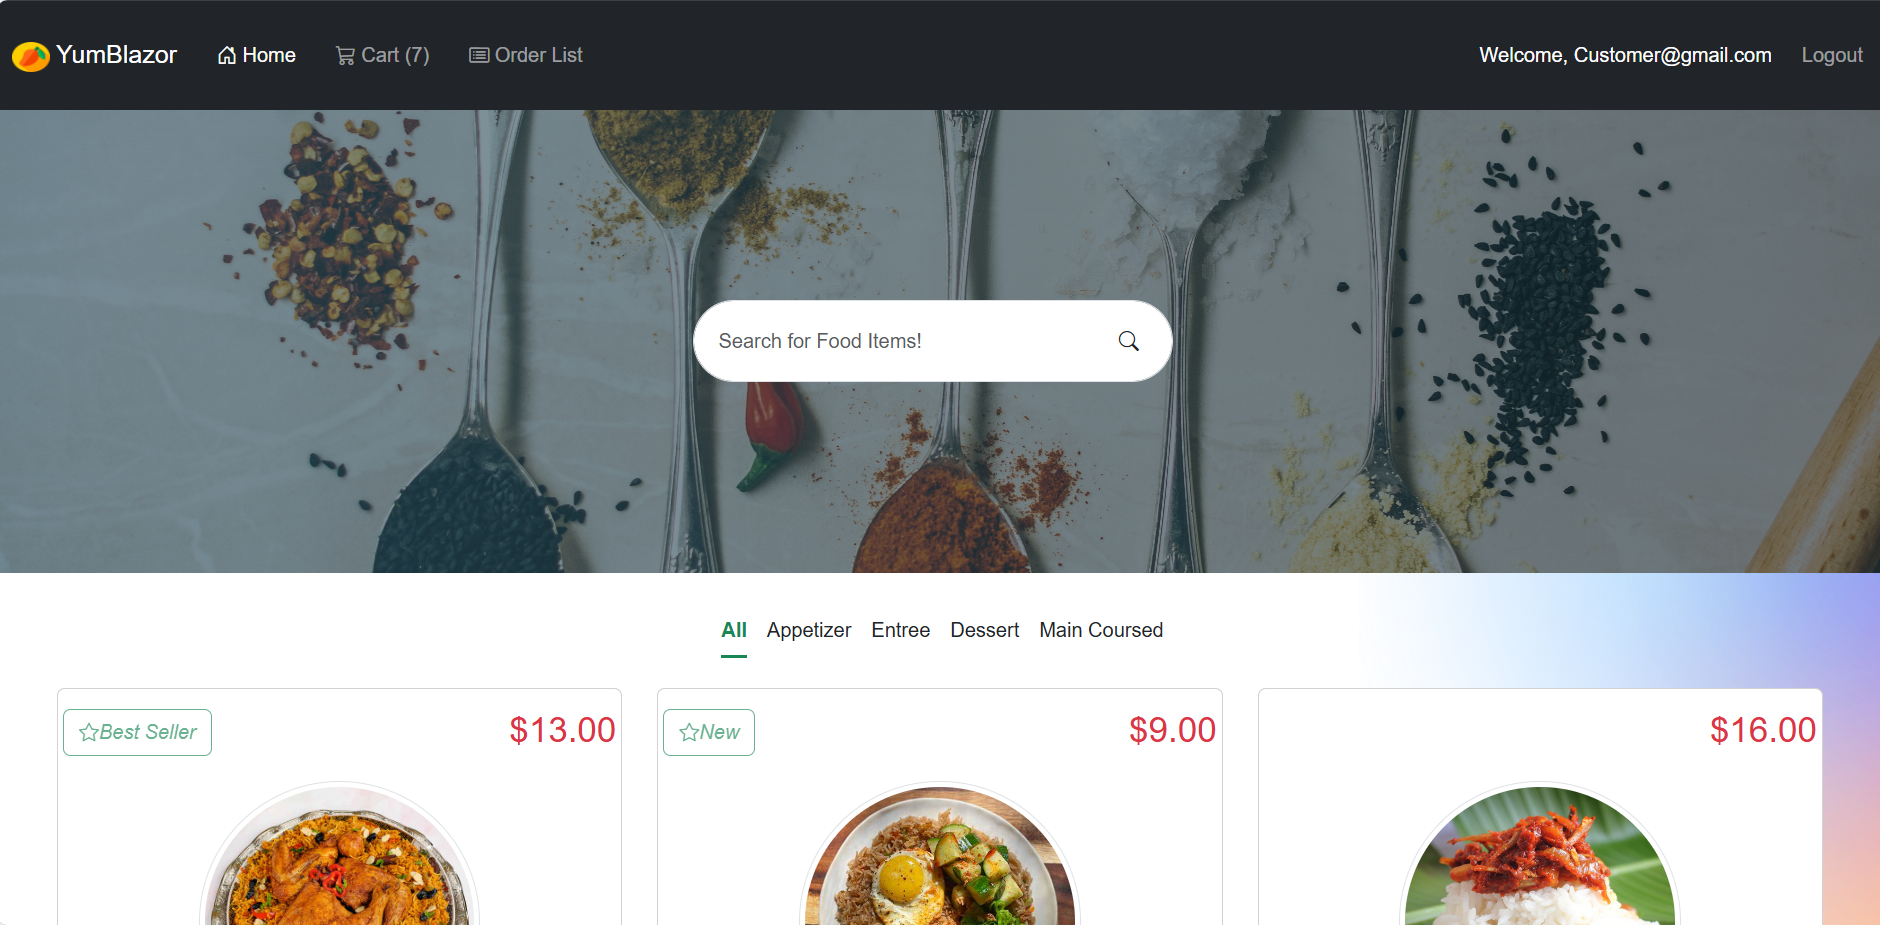 YumBlazor Home Cart (7) Order List Welcome, Customer@gmail.com Logout
Search for Food Items!
All Appetizer Entree Dessert Main Coursed
Best Seller $13.00
New $9.00
$16.00